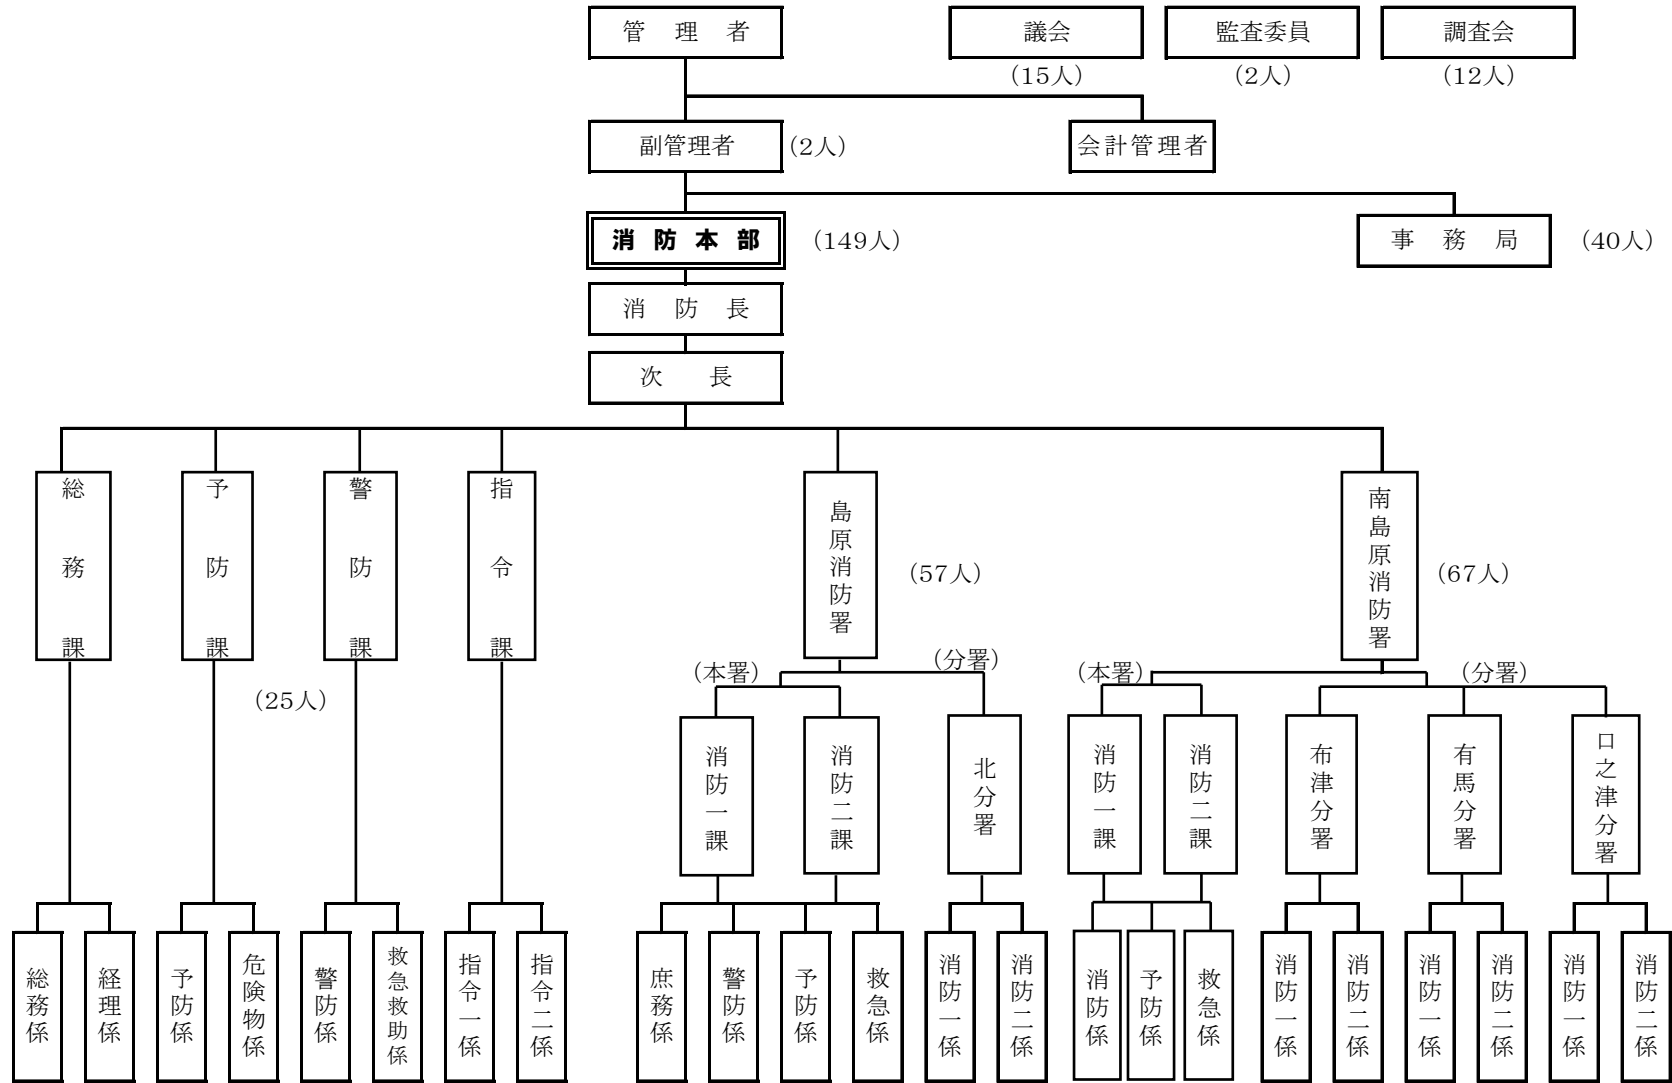 管理者
議会
監査委員
調査会
(15人)
(2人)
(12人)
副管理者
(2人)
会計管理者
消防本部
(149人)
事務局
(40人)
消防長
次長
総務課
予防課
警防課
指令課
島原消防署
南島原消防署
(57人)
(67人)
(25人)
(本署)
(分署)
(本署)
(分署)
消防一課
消防二課
北分署
消防一課
消防二課
布津分署
有馬分署
口之津分署
総務係
経理係
予防係
危険物係
警防係
救急救助係
指令一係
指令二係
庶務係
警防係
予防係
救急係
消防一係
消防二係
消防係
予防係
救急係
消防一係
消防二係
消防一係
消防二係
消防一係
消防二係